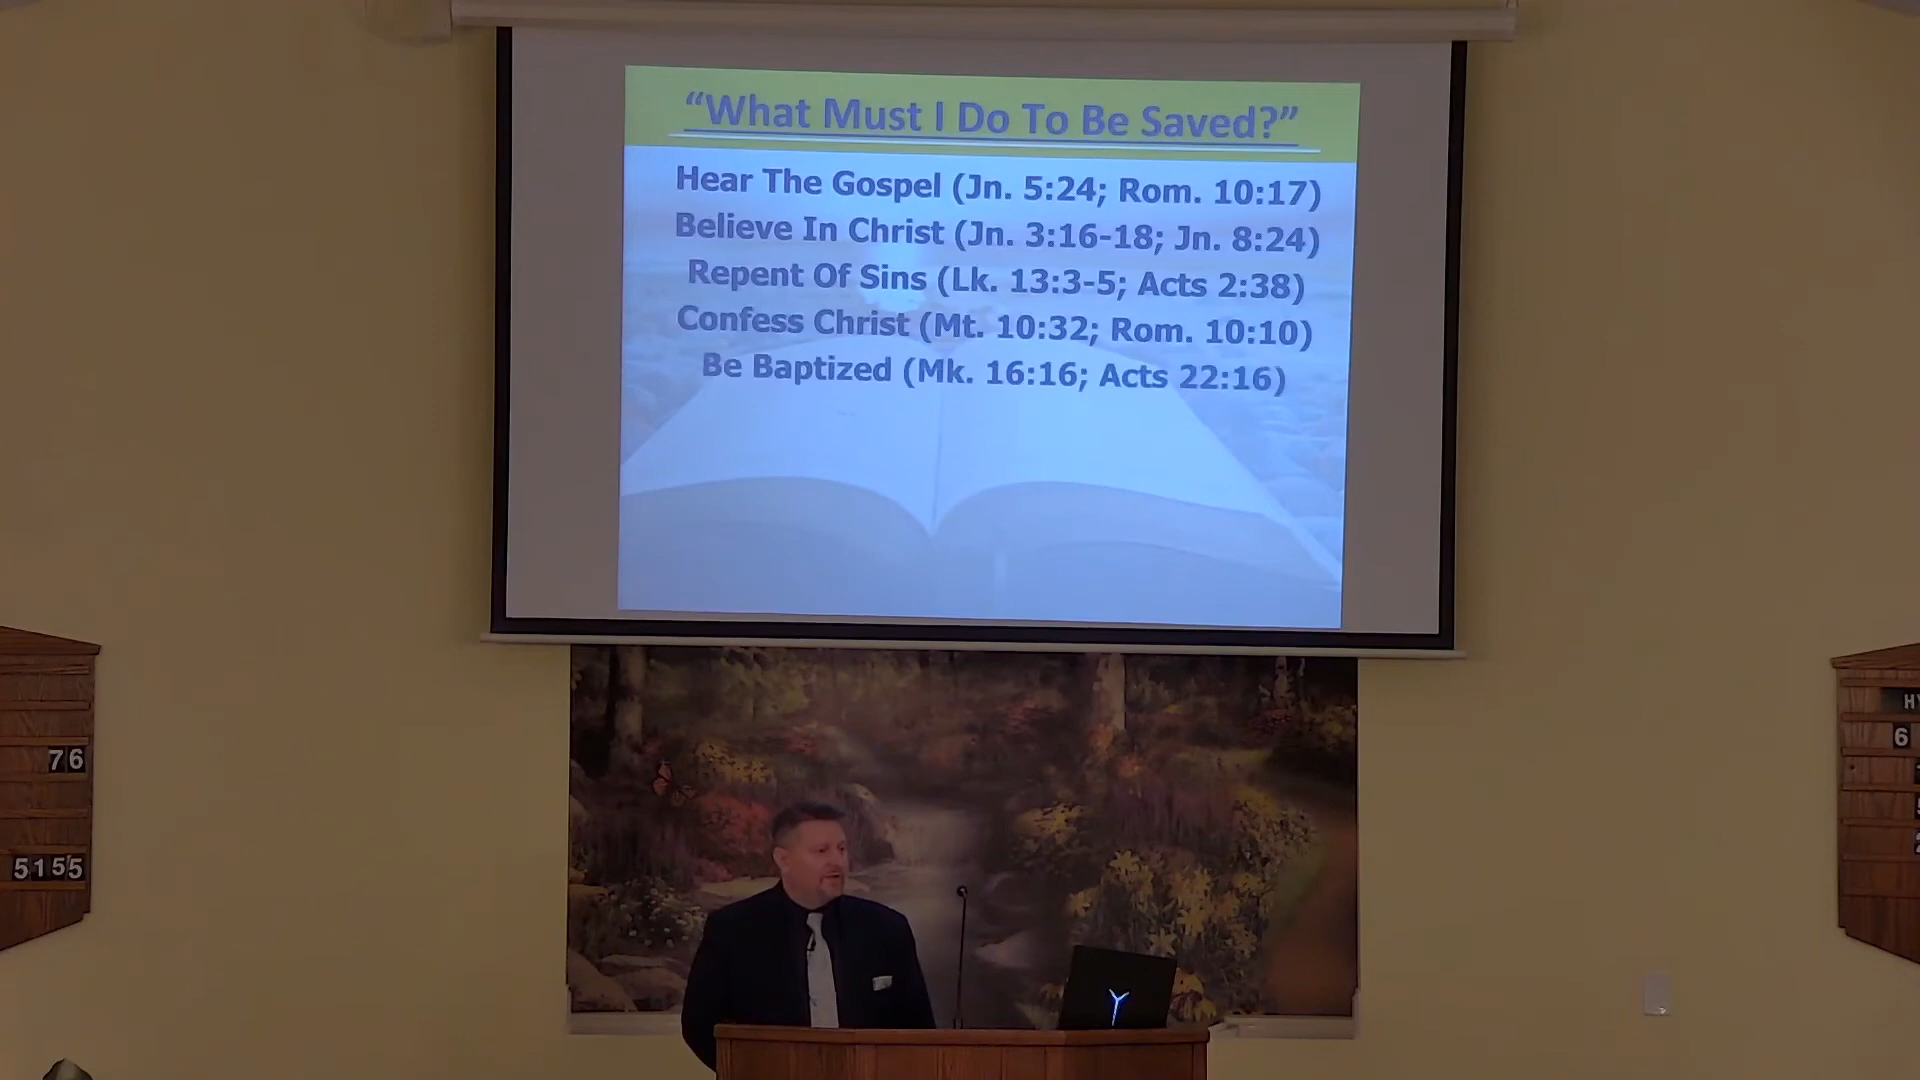 “What Must I Do To Be Saved?”
Hear The Gospel (Jn. 5:24; Rom. 10:17)
Believe In Christ (Jn. 3:16-18; Jn. 8:24)
Repent Of Sins (Lk. 13:3-5; Acts 2:38)
Confess Christ (Mt. 10:32; Rom. 10:10)
Be Baptized (Mk. 16:16; Acts 22:16)
76
5155
6